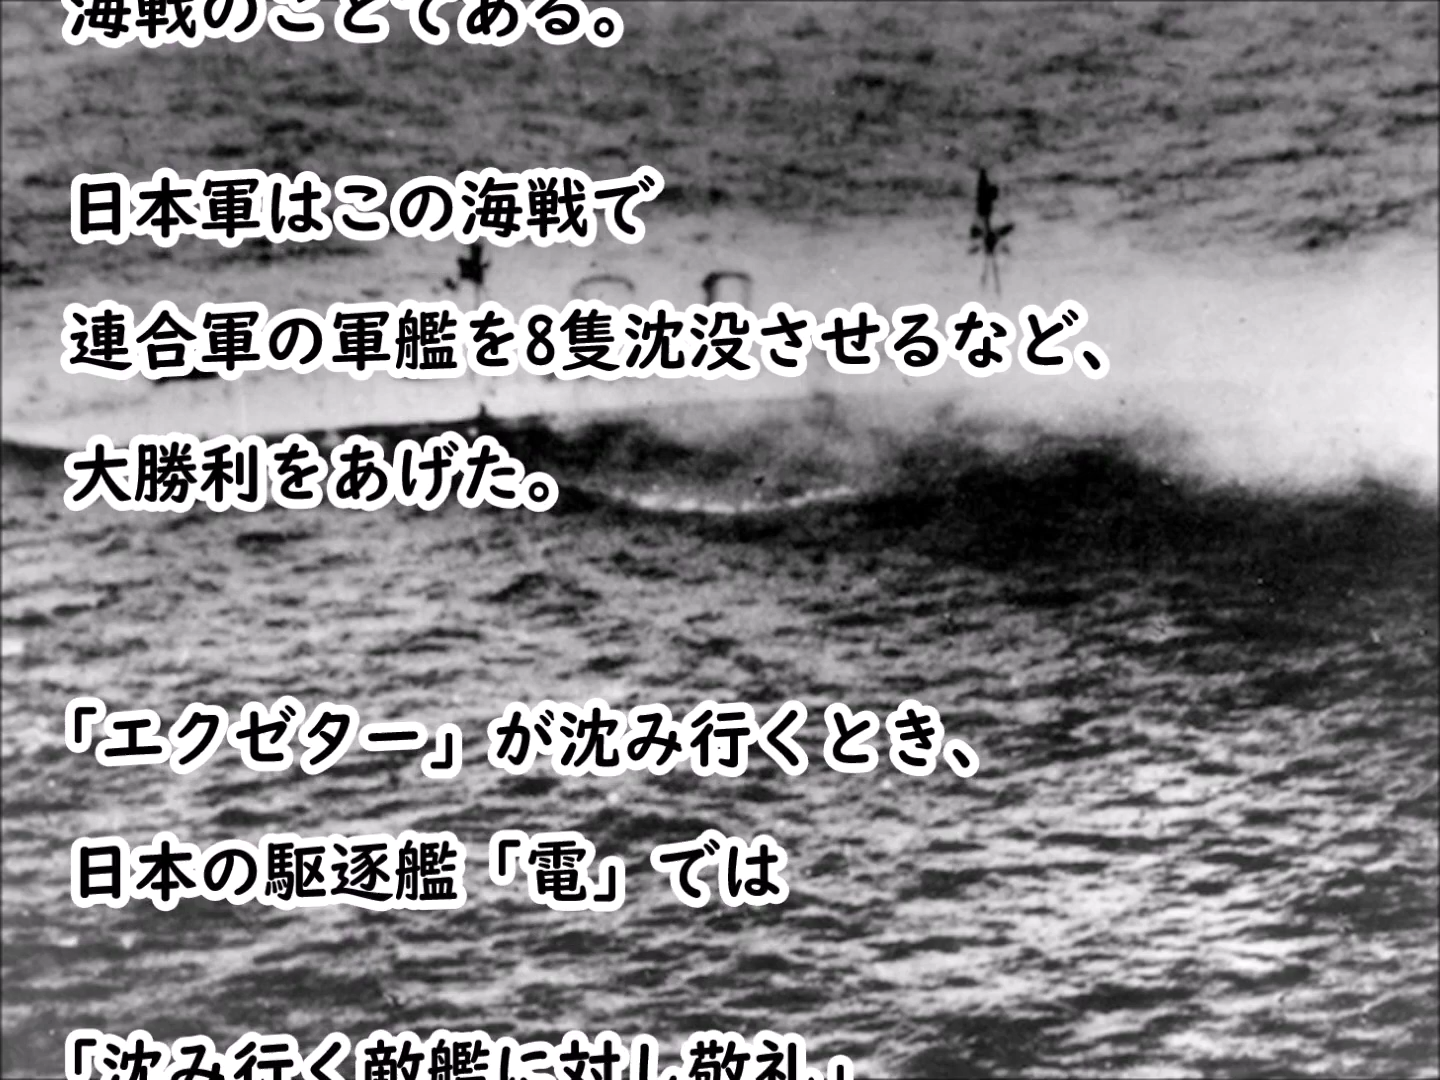 海戦のことである。
日本軍はこの海戦で
連合軍の軍艦を8隻沈没させるなど、
大勝利をあげた。
「エクゼター」が沈み行くとき、
日本の駆逐艦「電」では
「沈み行く敵艦に対し敬礼」